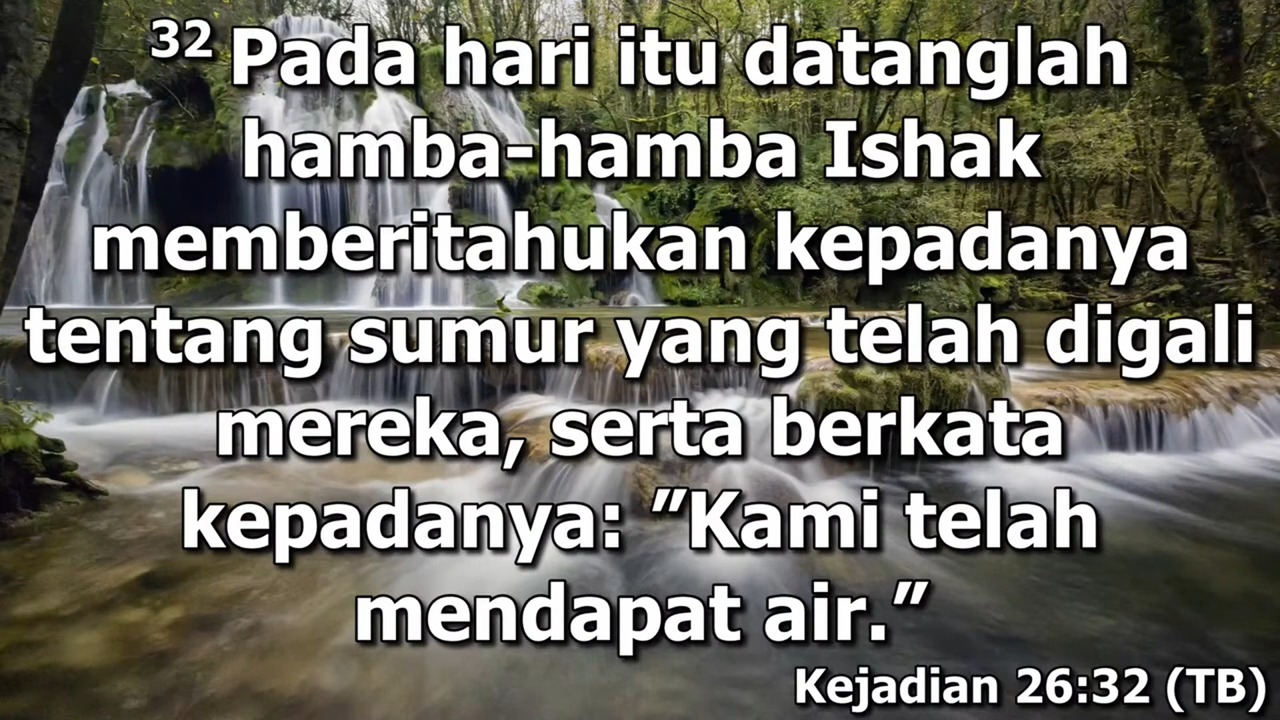 32 Pada hari itu datanglah
hamba-hamba Ishak
memberitahukan kepadanya
tentang sumur yang telah digali
mereka, serta berkata
kepadanya: ”Kami telah
mendapat air.”
Kejadian 26:32 (TB)